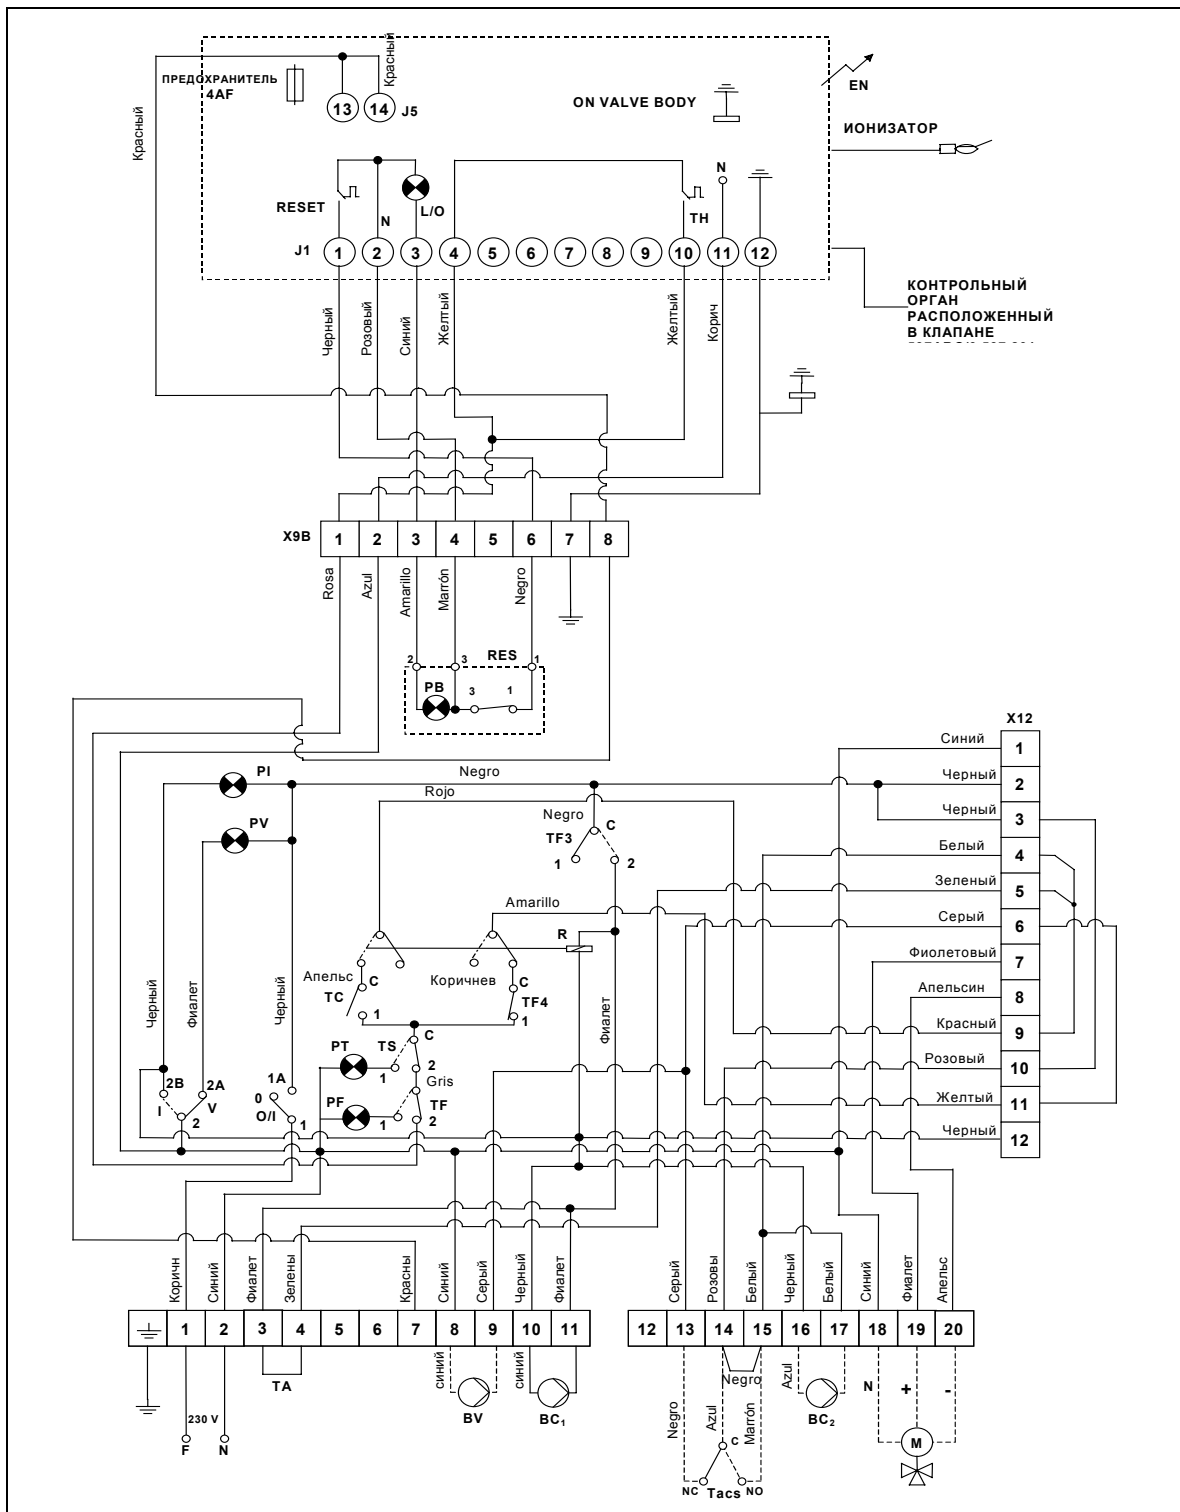 Красный
ПРЕДОХРАНИТЕЛЬ
4AF
13
14
J5
Красный
ON VALVE BODY
EN
ИОНИЗАТОР
RESET
N
L/O
TH
N
J1
1
2
3
4
5
6
7
8
9
10
11
12
КОНТРОЛЬНЫЙ
ОРГАН
РАСПОЛОЖЕННЫЙ
В КЛАПАНЕ
Черный
Розовый
Синий
Желтый
Желтый
Корич
X9B
1
2
3
4
5
6
7
8
Rosa
Azul
Amarillo
Marrón
Negro
2
3
RES
1
PB
3
1
X12
Синий
1
Черный
2
Черный
3
Белый
4
Зеленый
5
Серый
6
Фиолетовый
7
Апельсин
8
Красный
9
Розовый
10
Желтый
11
Черный
12
PI
Negro
Rojo
PV
Negro
C
TF3
1
2
Amarillo
R
Апельс
C
TC
1
Коричнев
C
TF4
1
Черный
Фиалет
Черный
Фиалет
C
PT
TS
1
2
Gris
PF
TF
1
2
2B
I
2A
V
2
1A
0
O/I
1
Коричн
Синий
Фиалет
Зелены
Красны
Синий
Серый
Черный
Фиалет
Серый
Розовы
Белый
Черный
Белый
Синий
Фиалет
Апельс
1
2
3
4
5
6
7
8
9
10
11
12
13
14
15
16
17
18
19
20
TA
230 V
F
N
синий
BV
синий
BC₁
Negro
Negro
Azul
Marrón
C
NC
Tacs
NO
Azul
BC₂
N
+
-
M